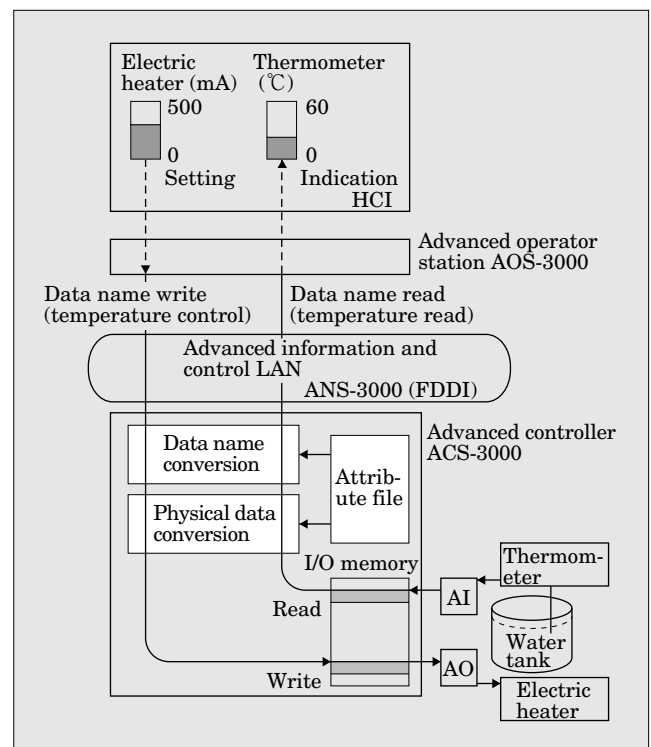 Electric
heater (mA)
Thermometer
(℃)
500
0
60
0
Setting
Indication
HCI
Advanced operator
station AOS-3000
Data name write
(temperature control)
Data name read
(temperature read)
Advanced information and
control LAN
ANS-3000 (FDDI)
Advanced controller
ACS-3000
Data name
conversion
Attrib-
ute file
Physical data
conversion
I/O memory
Thermom-
eter
Read
AI
Water
tank
Write
AO
Electric
heater